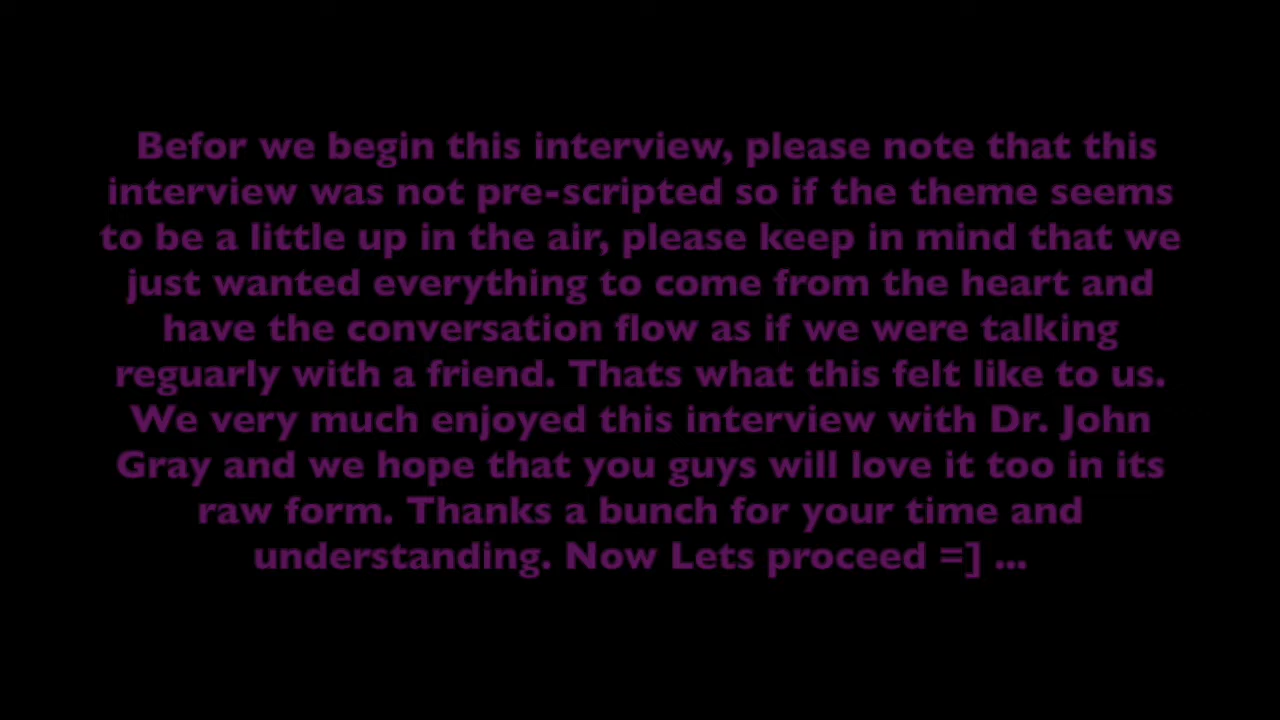 Befor we begin this interview, please note that this
interview was not pre-scripted so if the theme seems
to be a little up in the air, please keep in mind that we
just wanted everything to come from the heart and
have the conversation flow as if we were talking
reguarly with a friend. Thats what this felt like to us.
We very much enjoyed this interview with Dr. John
Gray and we hope that you guys will love it too in its
raw form. Thanks a bunch for your time and
understanding. Now Lets proceed =] ...